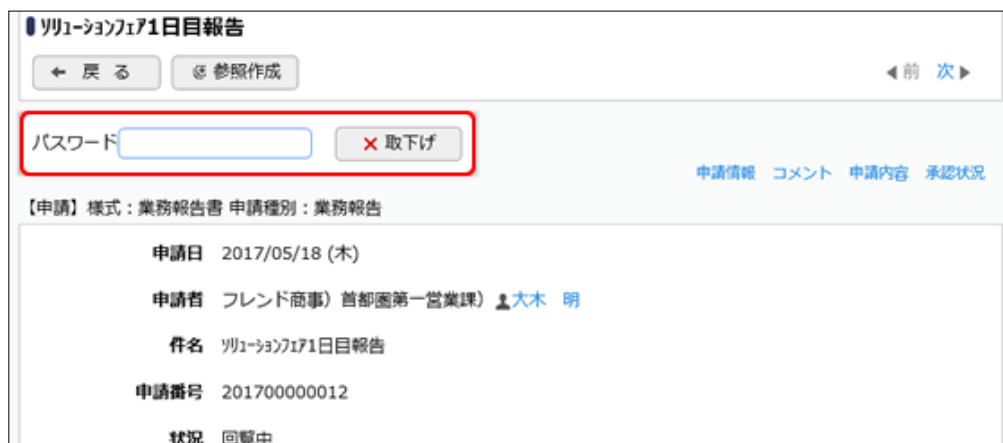 ｿﾘｭｰｼｮﾝﾌｪｱ1日目報告
戻 る 参照作成 前 次
パスワード 取下げ
申請情報 コメント 申請内容 承認状況
【申請】様式：業務報告書 申請種別：業務報告
申請日 2017/05/18 (木)
申請者 フレンド商事）首都圏第一営業課）大木 明
件名 ｿﾘｭｰｼｮﾝﾌｪｱ1日目報告
申請番号 201700000012
状況 回覧中